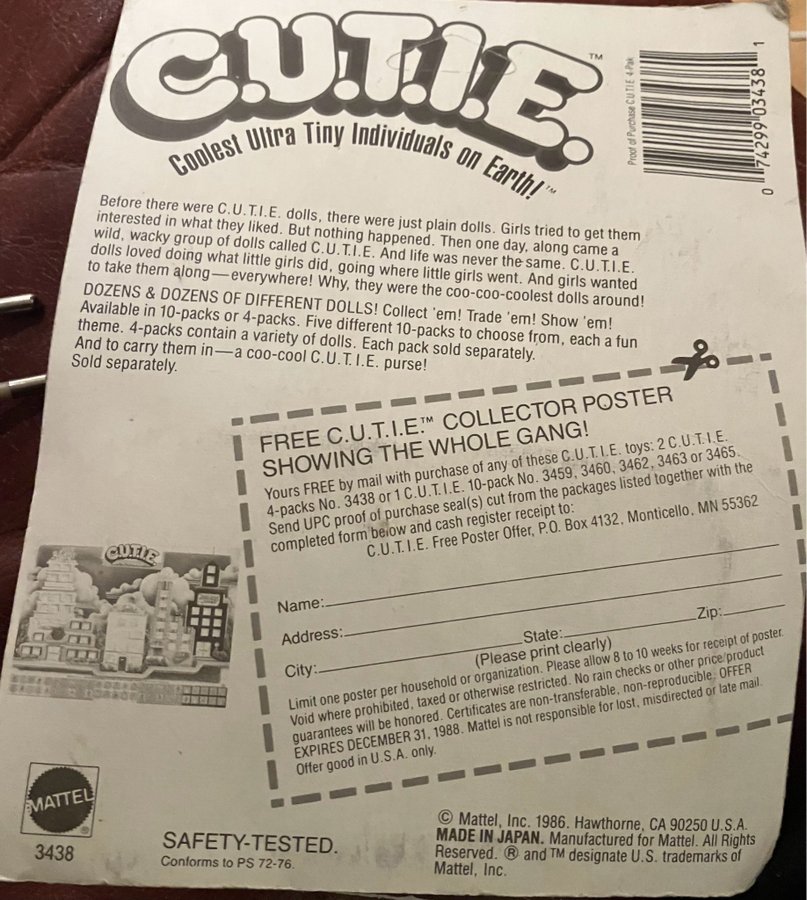 C.U.T.I.E.™
Coolest Ultra Tiny Individuals on Earth!™
Proof of Purchase C.U.T.I.E. 4-Pak
0 74299 03438 1
Before there were C.U.T.I.E. dolls, there were just plain dolls. Girls tried to get them
interested in what they liked. But nothing happened. Then one day, along came a
wild, wacky group of dolls called C.U.T.I.E. And life was never the same. C.U.T.I.E.
dolls loved doing what little girls did, going where little girls went. And girls wanted
to take them along—everywhere! Why, they were the coo-coo-coolest dolls around!
DOZENS & DOZENS OF DIFFERENT DOLLS! Collect 'em! Trade 'em! Show 'em!
Available in 10-packs or 4-packs. Five different 10-packs to choose from, each a fun
theme. 4-packs contain a variety of dolls. Each pack sold separately.
And to carry them in—a coo-cool C.U.T.I.E. purse!
Sold separately.
FREE C.U.T.I.E.™ COLLECTOR POSTER
SHOWING THE WHOLE GANG!
Yours FREE by mail with purchase of any of these C.U.T.I.E. toys: 2 C.U.T.I.E.
4-packs No. 3438 or 1 C.U.T.I.E. 10-pack No. 3459, 3460, 3462, 3463 or 3465.
Send UPC proof of purchase seal(s) cut from the packages listed together with the
completed form below and cash register receipt to:
C.U.T.I.E. Free Poster Offer, P.O. Box 4132, Monticello, MN 55362
Name:
Address:
City: State: Zip:
(Please print clearly)
Limit one poster per household or organization. Please allow 8 to 10 weeks for receipt of poster.
Void where prohibited, taxed or otherwise restricted. No rain checks or other price/product
guarantees will be honored. Certificates are non-transferable, non-reproducible. OFFER
EXPIRES DECEMBER 31, 1988. Mattel is not responsible for lost, misdirected or late mail.
Offer good in U.S.A. only.
CUTIE
MATTEL®
3438
SAFETY-TESTED.
Conforms to PS 72-76.
© Mattel, Inc. 1986. Hawthorne, CA 90250 U.S.A.
MADE IN JAPAN. Manufactured for Mattel. All Rights
Reserved. ® and TM designate U.S. trademarks of
Mattel, Inc.